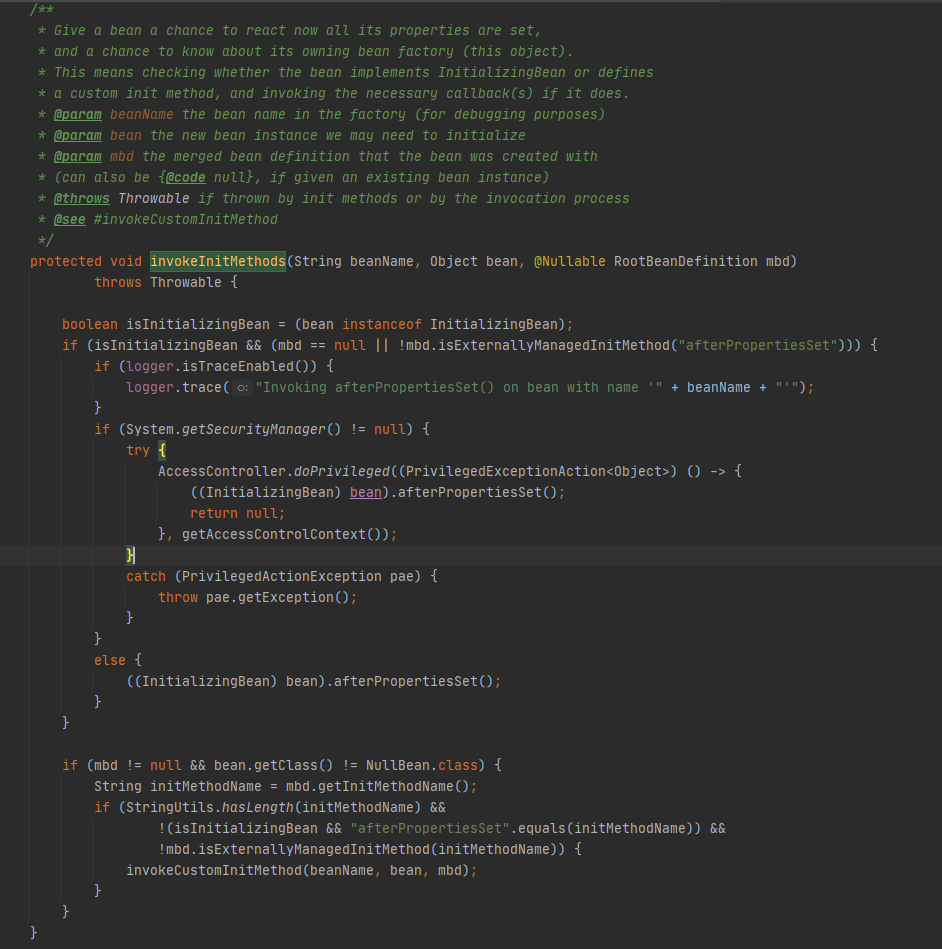 /**
 * Give a bean a chance to react now all its properties are set,
 * and a chance to know about its owning bean factory (this object).
 * This means checking whether the bean implements InitializingBean or defines
 * a custom init method, and invoking the necessary callback(s) if it does.
 * @param beanName the bean name in the factory (for debugging purposes)
 * @param bean the new bean instance we may need to initialize
 * @param mbd the merged bean definition that the bean was created with
 * (can also be {@code null}, if given an existing bean instance)
 * @throws Throwable if thrown by init methods or by the invocation process
 * @see #invokeCustomInitMethod
 */
protected void invokeInitMethods(String beanName, Object bean, @Nullable RootBeanDefinition mbd)
        throws Throwable {

    boolean isInitializingBean = (bean instanceof InitializingBean);
    if (isInitializingBean && (mbd == null || !mbd.isExternallyManagedInitMethod("afterPropertiesSet"))) {
        if (logger.isTraceEnabled()) {
            logger.trace( o: "Invoking afterPropertiesSet() on bean with name '" + beanName + "'");
        }
        if (System.getSecurityManager() != null) {
            try {
                AccessController.doPrivileged((PrivilegedExceptionAction<Object>) () -> {
                    ((InitializingBean) bean).afterPropertiesSet();
                    return null;
                }, getAccessControlContext());
            }
            catch (PrivilegedActionException pae) {
                throw pae.getException();
            }
        }
        else {
            ((InitializingBean) bean).afterPropertiesSet();
        }
    }

    if (mbd != null && bean.getClass() != NullBean.class) {
        String initMethodName = mbd.getInitMethodName();
        if (StringUtils.hasLength(initMethodName) &&
                !(isInitializingBean && "afterPropertiesSet".equals(initMethodName)) &&
                !mbd.isExternallyManagedInitMethod(initMethodName)) {
            invokeCustomInitMethod(beanName, bean, mbd);
        }
    }
}